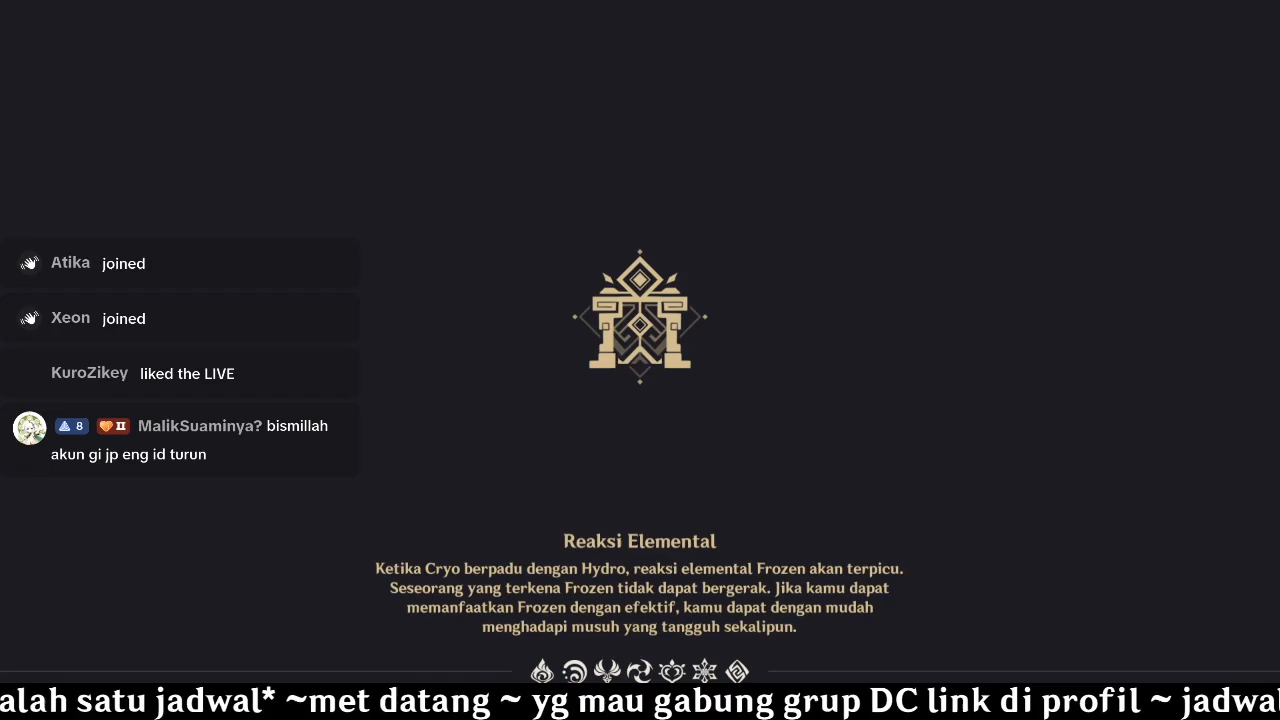 Atika joined
Xeon joined
KuroZikey liked the LIVE
8 II MalikSuaminya? bismillah
akun gi jp eng id turun
Reaksi Elemental
Ketika Cryo berpadu dengan Hydro, reaksi elemental Frozen akan terpicu.
Seseorang yang terkena Frozen tidak dapat bergerak. Jika kamu dapat
memanfaatkan Frozen dengan efektif, kamu dapat dengan mudah
menghadapi musuh yang tangguh sekalipun.
alah satu jadwal* ~met datang ~ yg mau gabung grup DC link di profil ~ jadwal